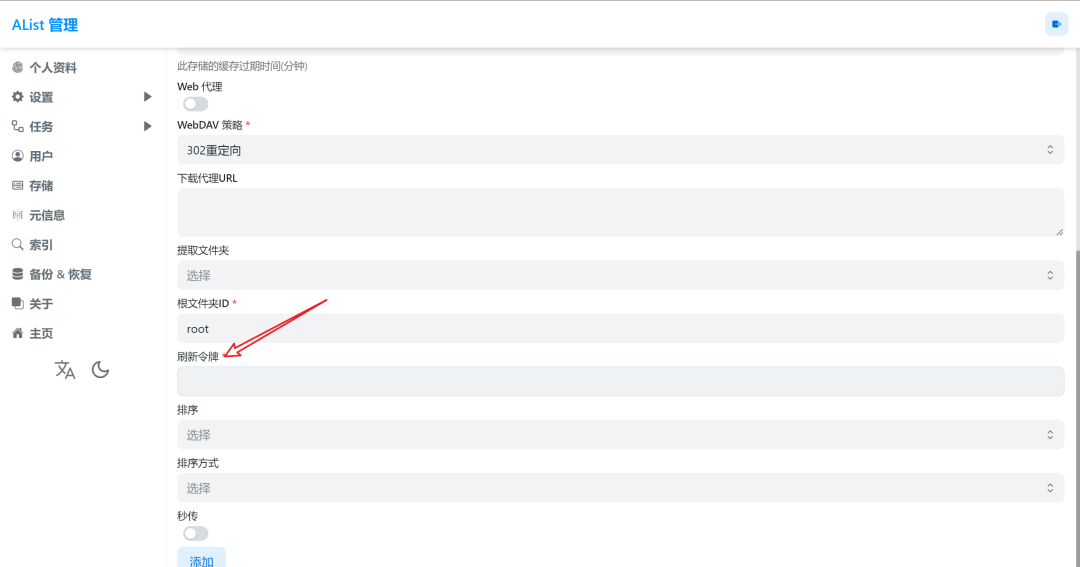 AList 管理
个人资料
设置
任务
用户
存储
元信息
索引
备份 & 恢复
关于
主页
此存储的缓存过期时间(分钟)
Web 代理
WebDAV 策略 *
302重定向
下载代理URL
提取文件夹
选择
根文件夹ID *
root
刷新令牌 *
排序
选择
排序方式
选择
秒传
添加